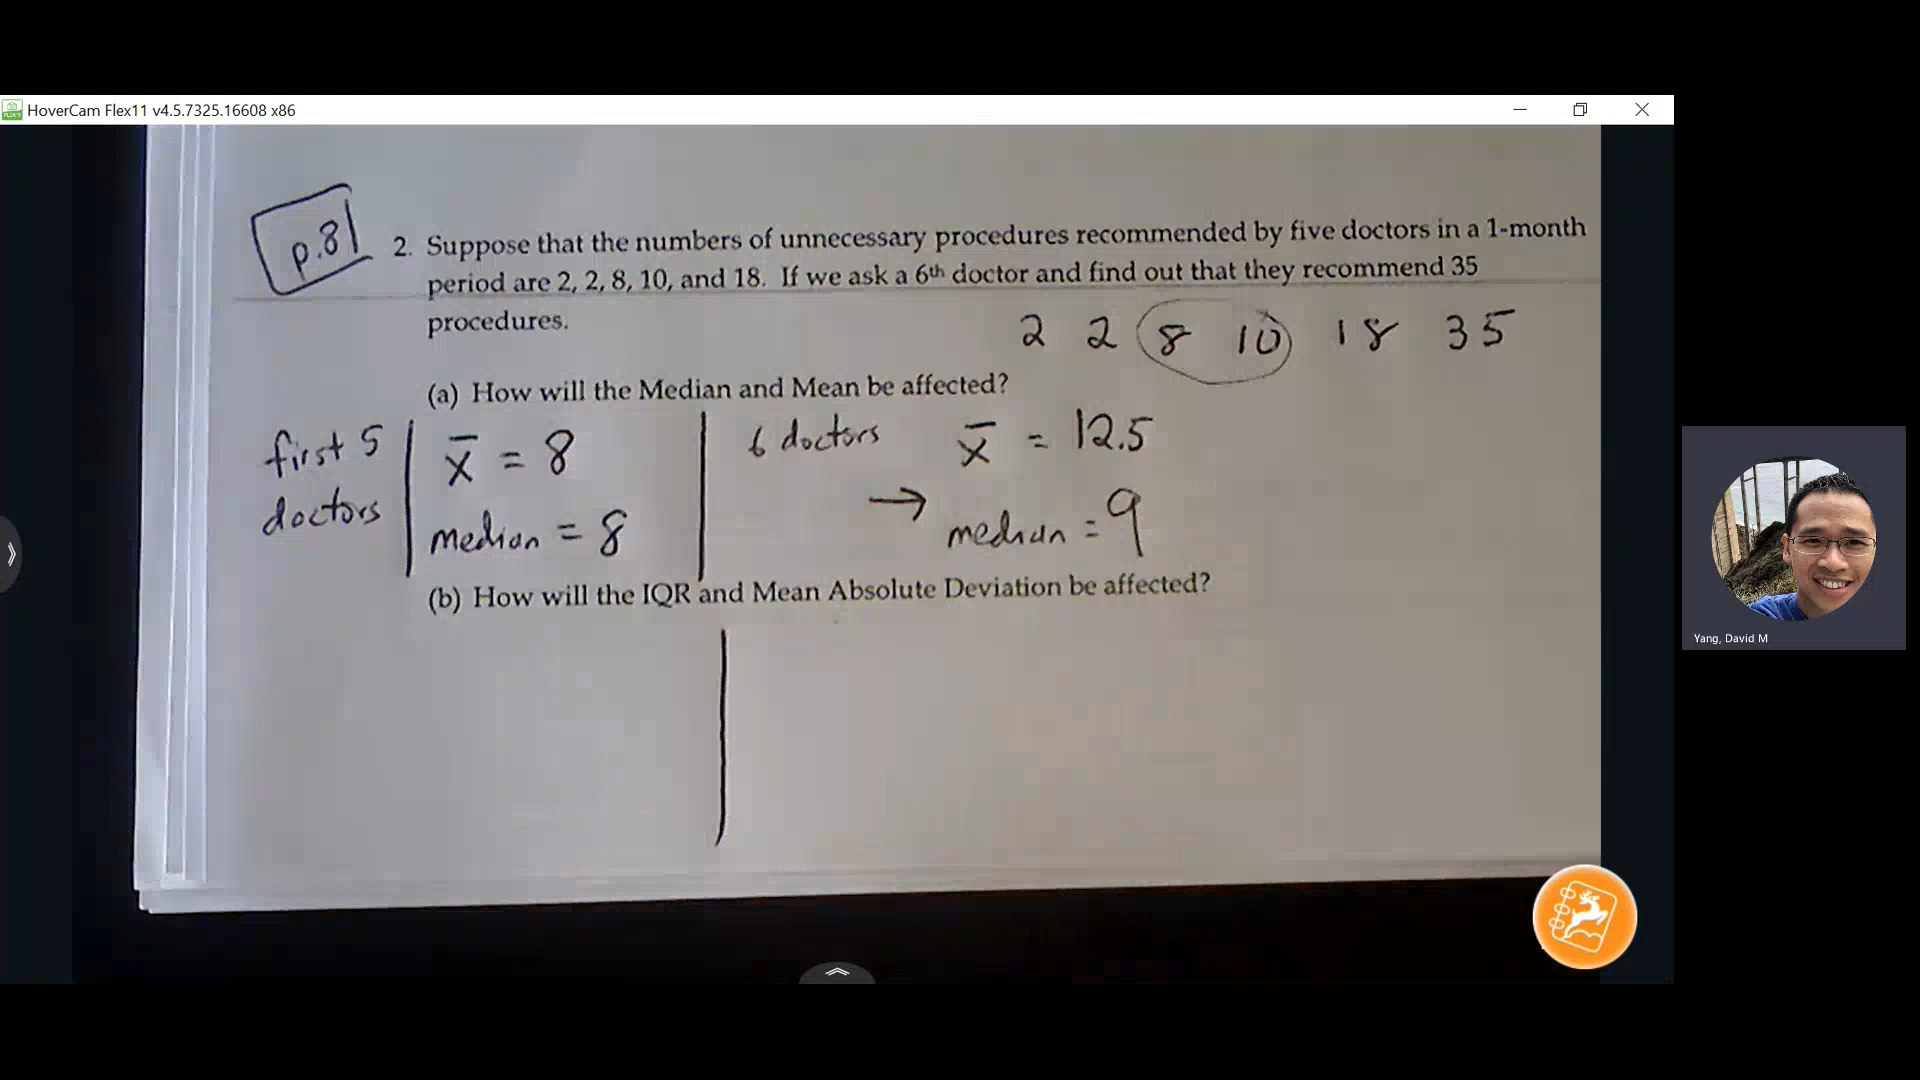 HoverCam Flex11 v4.5.7325.16608 x86
p.81
2. Suppose that the numbers of unnecessary procedures recommended by five doctors in a 1-month
period are 2, 2, 8, 10, and 18. If we ask a 6th doctor and find out that they recommend 35
procedures.
2 2 8 10 18 35
(a) How will the Median and Mean be affected?
first 5
doctors
x̄ = 8
median = 8
6 doctors
x̄ = 12.5
→ median = 9
(b) How will the IQR and Mean Absolute Deviation be affected?
Yang, David M